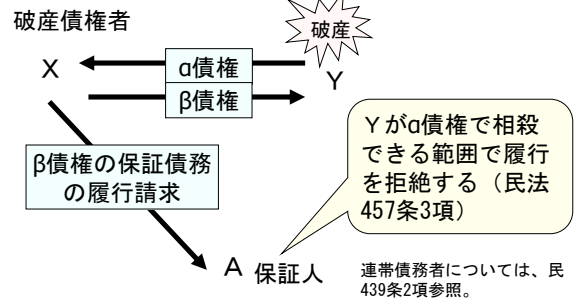 破産債権者
破産
X
α債権
Y
β債権
Yがα債権で相殺
できる範囲で履行
を拒絶する（民法
457条3項）
β債権の保証債務
の履行請求
A 保証人
連帯債務者については、民
439条2項参照。